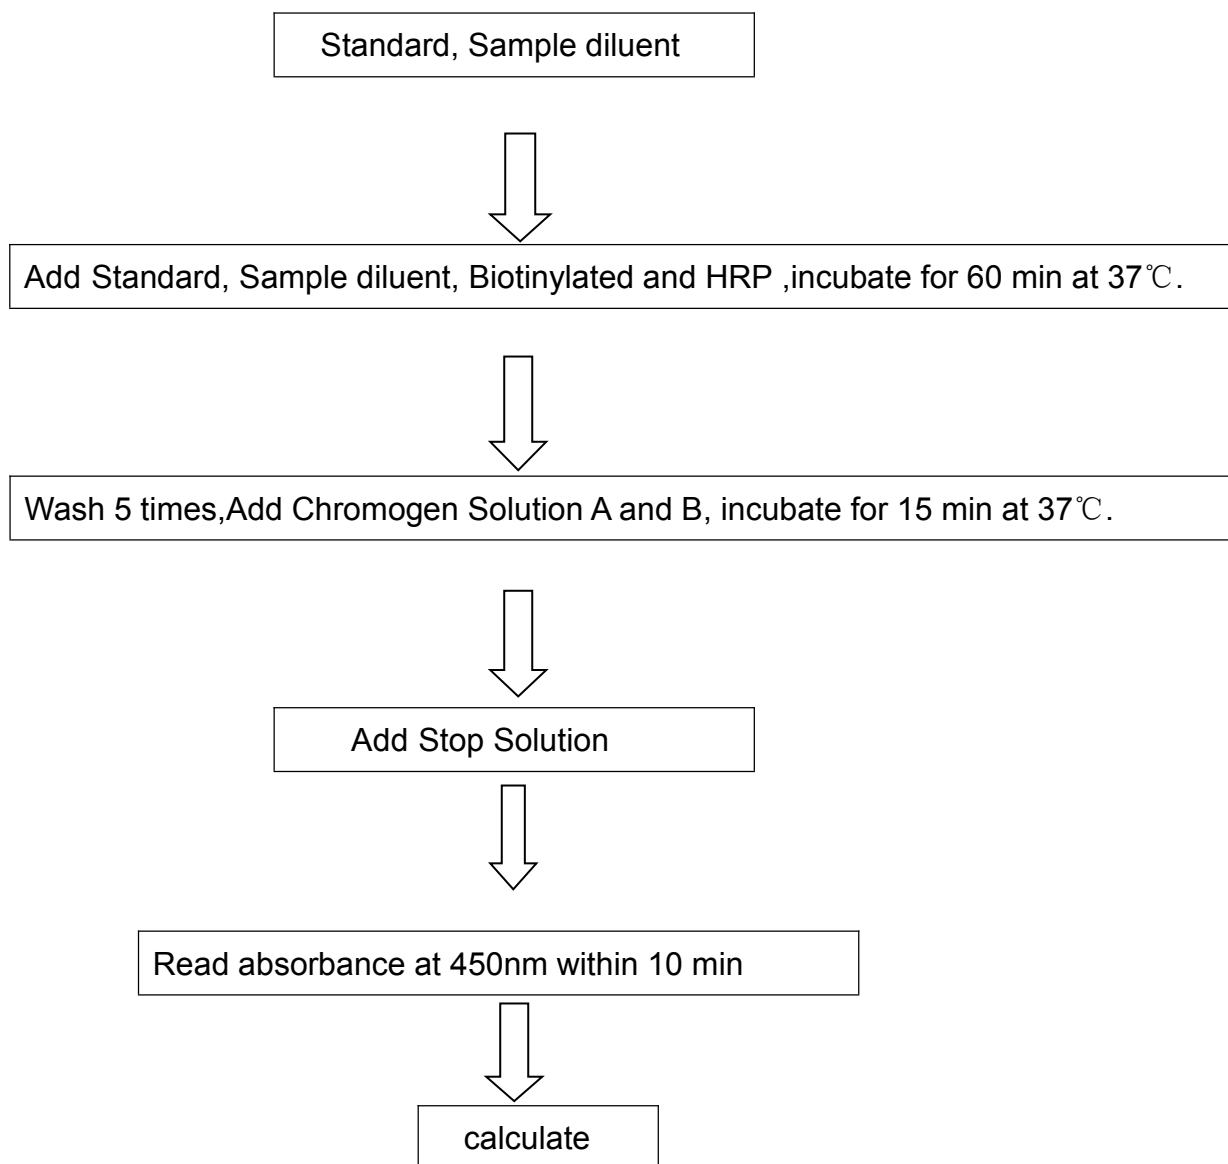 Standard, Sample diluent
Add Standard, Sample diluent, Biotinylated and HRP ,incubate for 60 min at 37℃.
Wash 5 times,Add Chromogen Solution A and B, incubate for 15 min at 37℃.
Add Stop Solution
Read absorbance at 450nm within 10 min
calculate